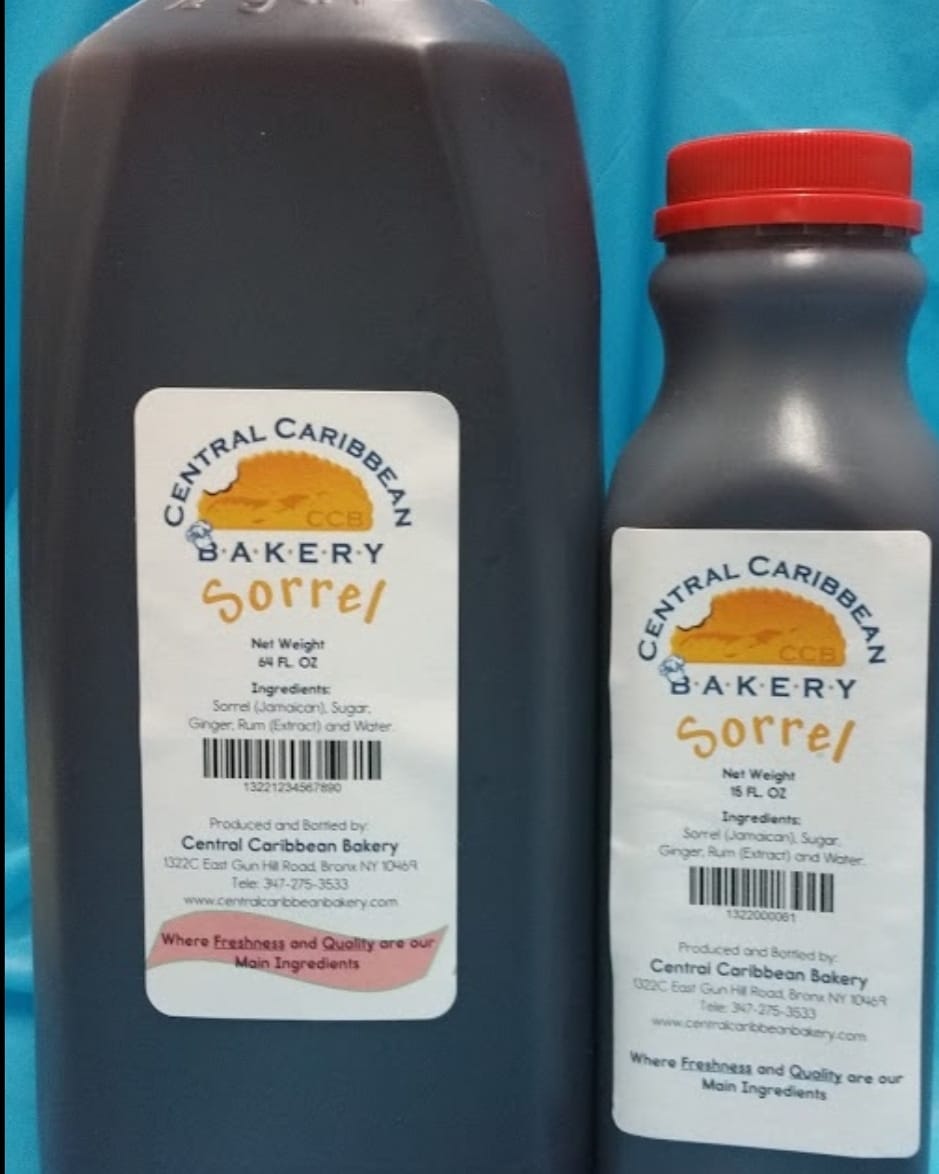 CENTRAL CARIBBEAN
CCB
B·A·K·E·R·Y
Sorrel
Net Weight
64 FL. OZ
Ingredients:
Sorrel (Jamaican), Sugar,
Ginger, Rum (Extract) and Water.
13221234567890
Produced and Bottled by:
Central Caribbean Bakery
1322C East Gun Hill Road, Bronx NY 10469
Tele: 347-275-3533
www.centralcaribbeanbakery.com
Where Freshness and Quality are our
Main Ingredients
CENTRAL CARIBBEAN
CCB
B·A·K·E·R·Y
Sorrel
Net Weight
15 FL. OZ
Ingredients:
Sorrel (Jamaican), Sugar,
Ginger, Rum (Extract) and Water.
1322000061
Produced and Bottled by:
Central Caribbean Bakery
1322C East Gun Hill Road, Bronx NY 10469
Tele: 347-275-3533
www.centralcaribbeanbakery.com
Where Freshness and Quality are our
Main Ingredients